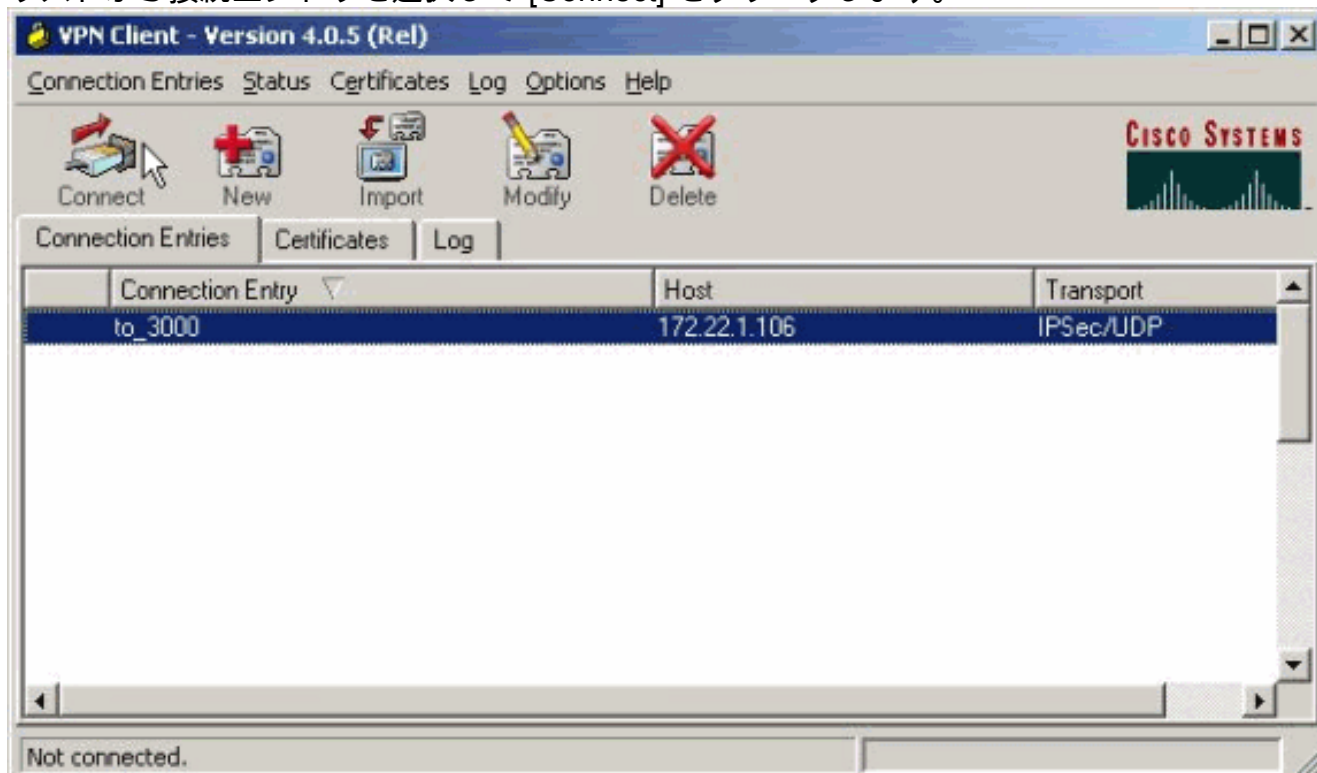 VPN Client - Version 4.0.5 (Rel)
Connection Entries Status Certificates Log Options Help
Connect New Import Modify Delete
CISCO SYSTEMS
Connection Entries Certificates Log
Connection Entry Host Transport
to_3000 172.22.1.106 IPSec/UDP
Not connected.